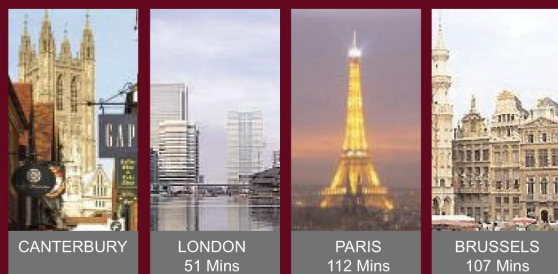 GAP
CANTERBURY
LONDON
51 Mins
PARIS
112 Mins
BRUSSELS
107 Mins